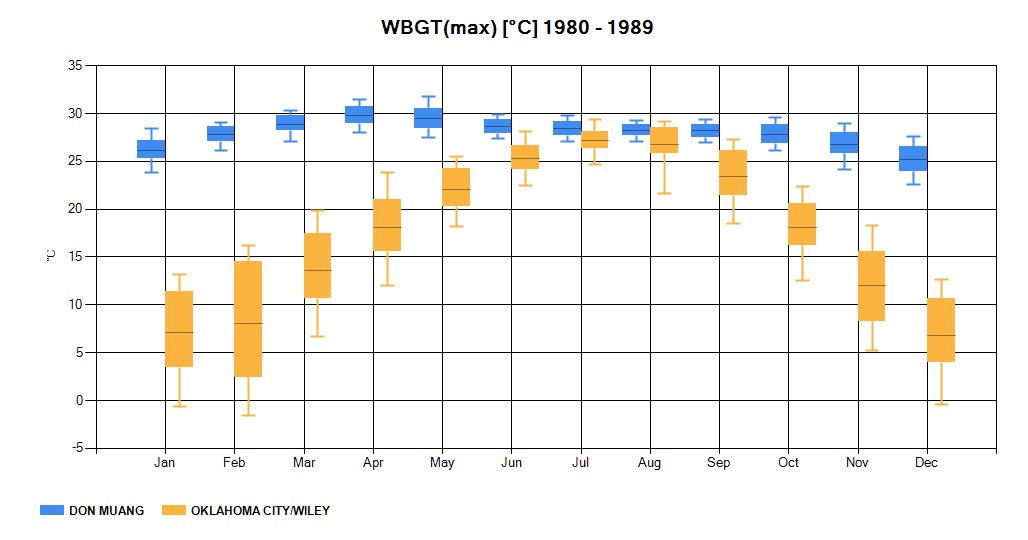 WBGT(max) [°C] 1980 - 1989
35
30
25
20
15
10
5
0
-5
°C
Jan Feb Mar Apr May Jun Jul Aug Sep Oct Nov Dec
DON MUANG OKLAHOMA CITY/WILEY